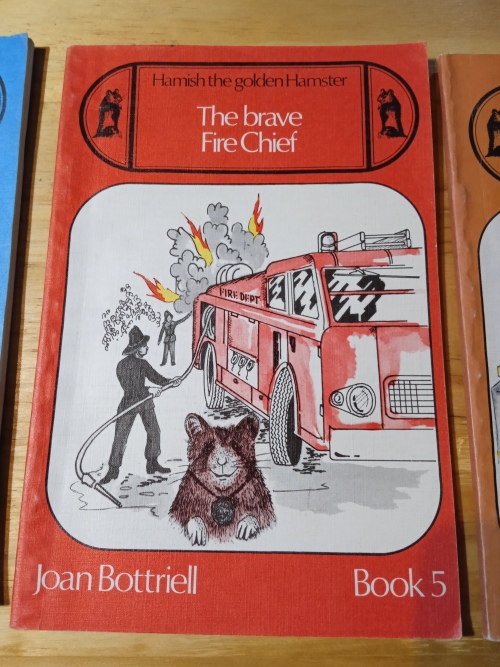 Hamish the golden Hamster
The brave
Fire Chief
FIRE DEPT
Joan Bottriell
Book 5